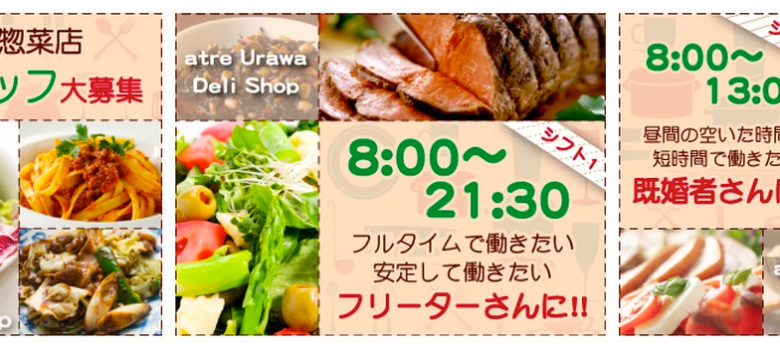 惣菜店
ッフ大募集
atre Urawa
Deli Shop
シフト1
8:00〜
21:30
フルタイムで働きたい
安定して働きたい
フリーターさんに!!
8:00〜
13:0
昼間の空いた時間
短時間で働きた
既婚者さんに